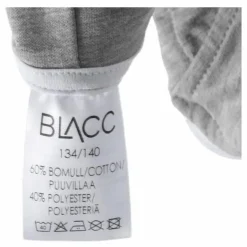 BLACC
134/140
60% BOMULL/COTTON/
PUUVILLAA
40% POLYESTER/
POLYESTERIÄ